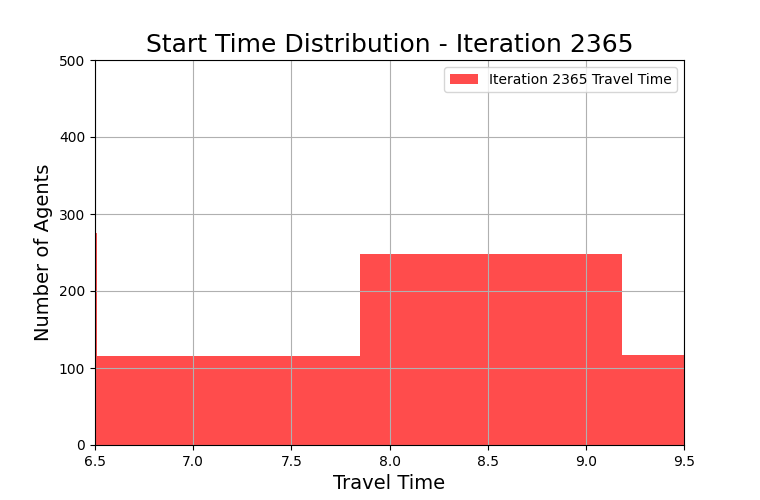 Start Time Distribution - Iteration 2365
Iteration 2365 Travel Time
Number of Agents
500
400
300
200
100
0
6.5 7.0 7.5 8.0 8.5 9.0 9.5
Travel Time